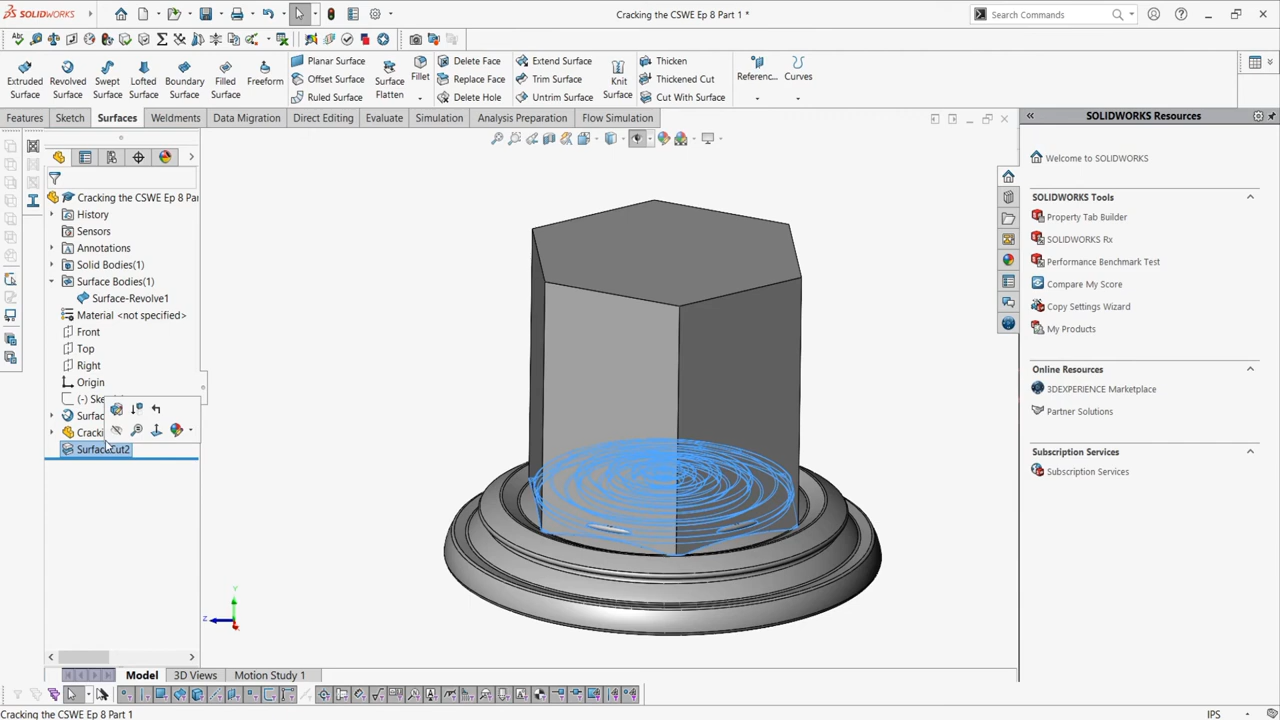 SOLIDWORKS
Cracking the CSWE Ep 8 Part 1 *
Search Commands
Extruded Surface
Revolved Surface
Swept Surface
Lofted Surface
Boundary Surface
Filled Surface
Freeform
Planar Surface
Offset Surface
Ruled Surface
Surface Flatten
Fillet
Delete Face
Replace Face
Delete Hole
Extend Surface
Trim Surface
Untrim Surface
Knit Surface
Thicken
Thickened Cut
Cut With Surface
Referenc...
Curves
Features
Sketch
Surfaces
Weldments
Data Migration
Direct Editing
Evaluate
Simulation
Analysis Preparation
Flow Simulation
Cracking the CSWE Ep 8 Par
History
Sensors
Annotations
Solid Bodies(1)
Surface Bodies(1)
Surface-Revolve1
Material <not specified>
Front
Top
Right
Origin
(-) Ske
Surfac
Cracki
SurfaceCut2
Y
Z
Model
3D Views
Motion Study 1
Cracking the CSWE Ep 8 Part 1
IPS
SOLIDWORKS Resources
Welcome to SOLIDWORKS
SOLIDWORKS Tools
Property Tab Builder
SOLIDWORKS Rx
Performance Benchmark Test
Compare My Score
Copy Settings Wizard
My Products
Online Resources
3DEXPERIENCE Marketplace
Partner Solutions
Subscription Services
Subscription Services